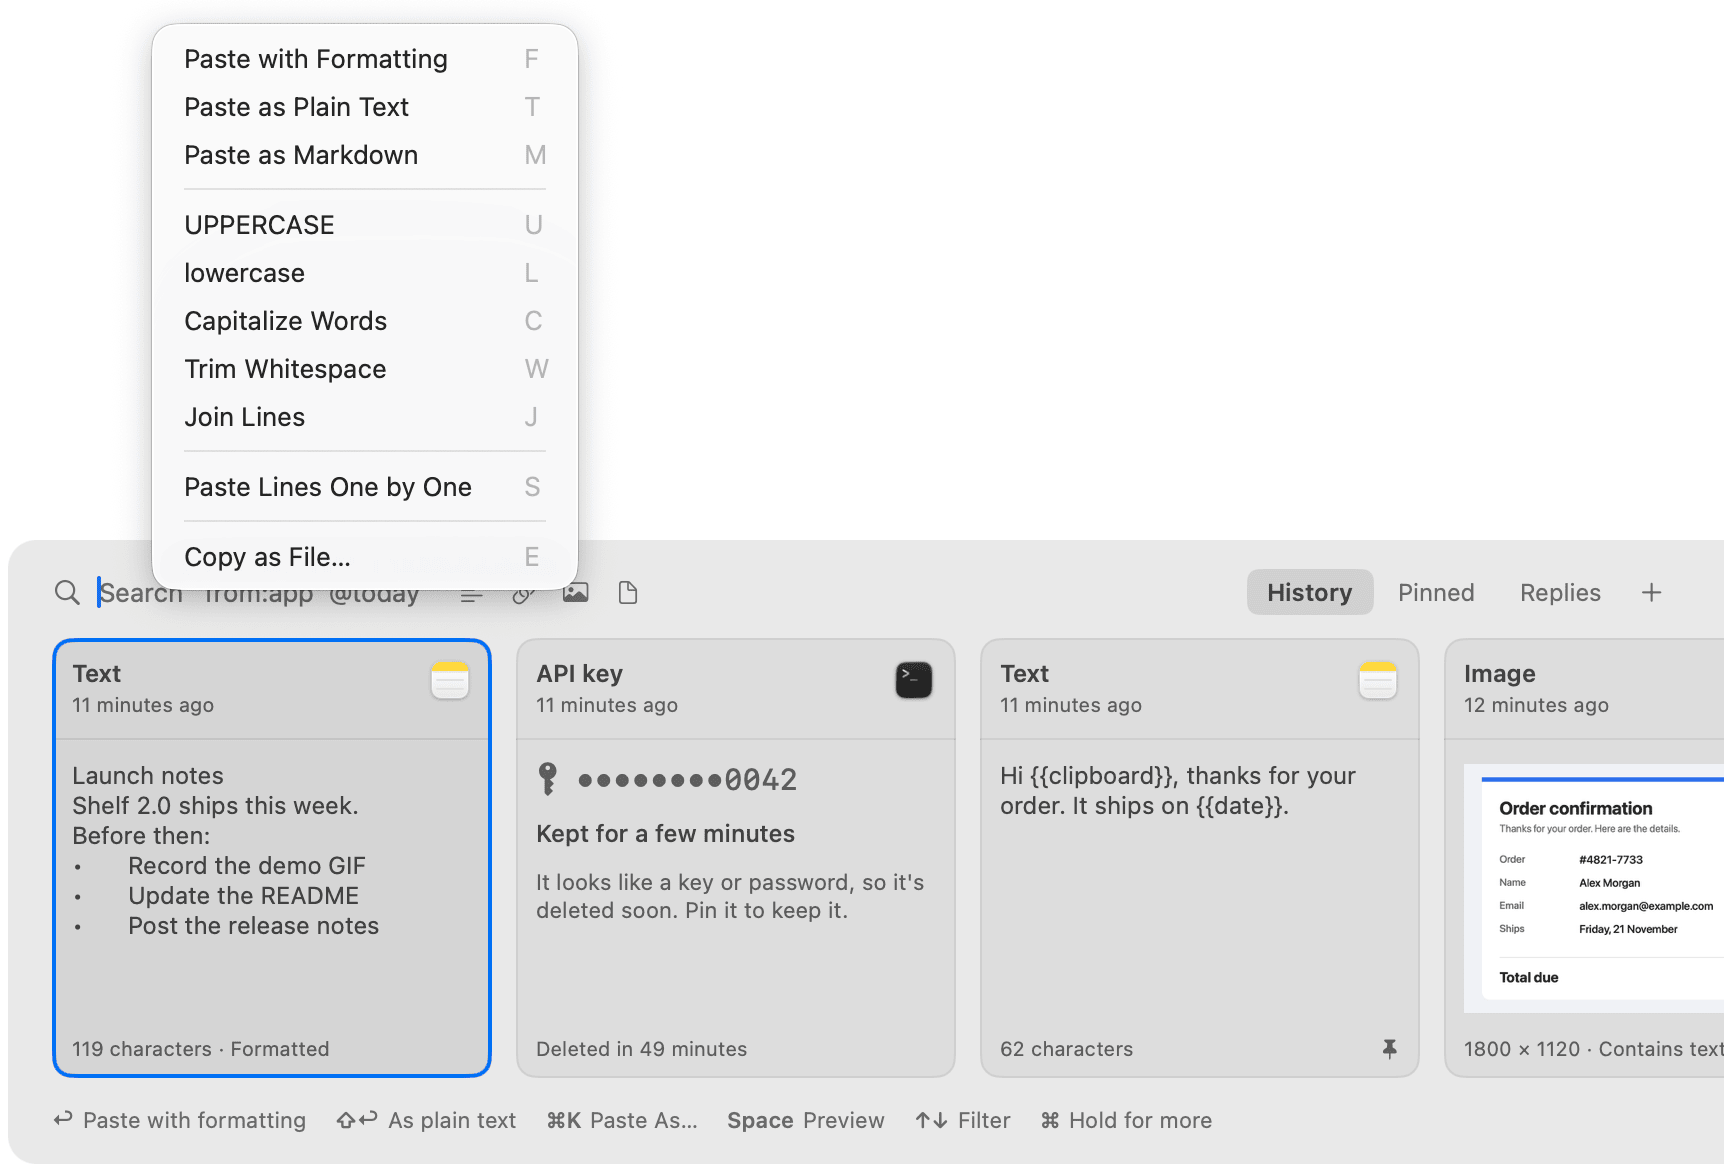 Paste with Formatting F
Paste as Plain Text T
Paste as Markdown M
UPPERCASE U
lowercase L
Capitalize Words C
Trim Whitespace W
Join Lines J
Paste Lines One by One S
Copy as File... E
Search from:app @today
History Pinned Replies +
Text
11 minutes ago
Launch notes
Shelf 2.0 ships this week.
Before then:
• Record the demo GIF
• Update the README
• Post the release notes
119 characters · Formatted
API key
11 minutes ago
●●●●●●●●0042
Kept for a few minutes
It looks like a key or password, so it's
deleted soon. Pin it to keep it.
Deleted in 49 minutes
Text
11 minutes ago
Hi {{clipboard}}, thanks for your
order. It ships on {{date}}.
62 characters
Image
12 minutes ago
Order confirmation
Thanks for your order. Here are the details.
Order #4821-7733
Name Alex Morgan
Email alex.morgan@example.com
Ships Friday, 21 November
Total due
1800 × 1120 · Contains text
↩ Paste with formatting ⇧↩ As plain text ⌘K Paste As... Space Preview ↑↓ Filter ⌘ Hold for more